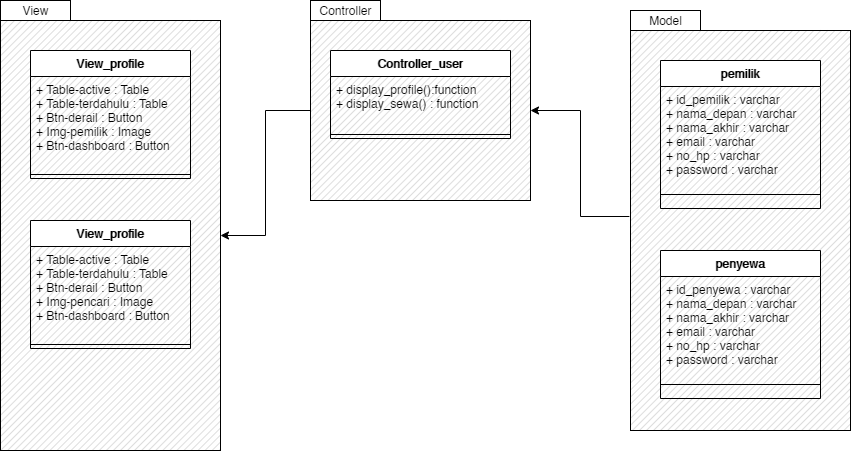 View
View_profile
+ Table-active : Table
+ Table-terdahulu : Table
+ Btn-derail : Button
+ Img-pemilik : Image
+ Btn-dashboard : Button
View_profile
+ Table-active : Table
+ Table-terdahulu : Table
+ Btn-derail : Button
+ Img-pencari : Image
+ Btn-dashboard : Button
Controller
Controller_user
+ display_profile():function
+ display_sewa() : function
Model
pemilik
+ id_pemilik : varchar
+ nama_depan : varchar
+ nama_akhir : varchar
+ email : varchar
+ no_hp : varchar
+ password : varchar
penyewa
+ id_penyewa : varchar
+ nama_depan : varchar
+ nama_akhir : varchar
+ email : varchar
+ no_hp : varchar
+ password : varchar